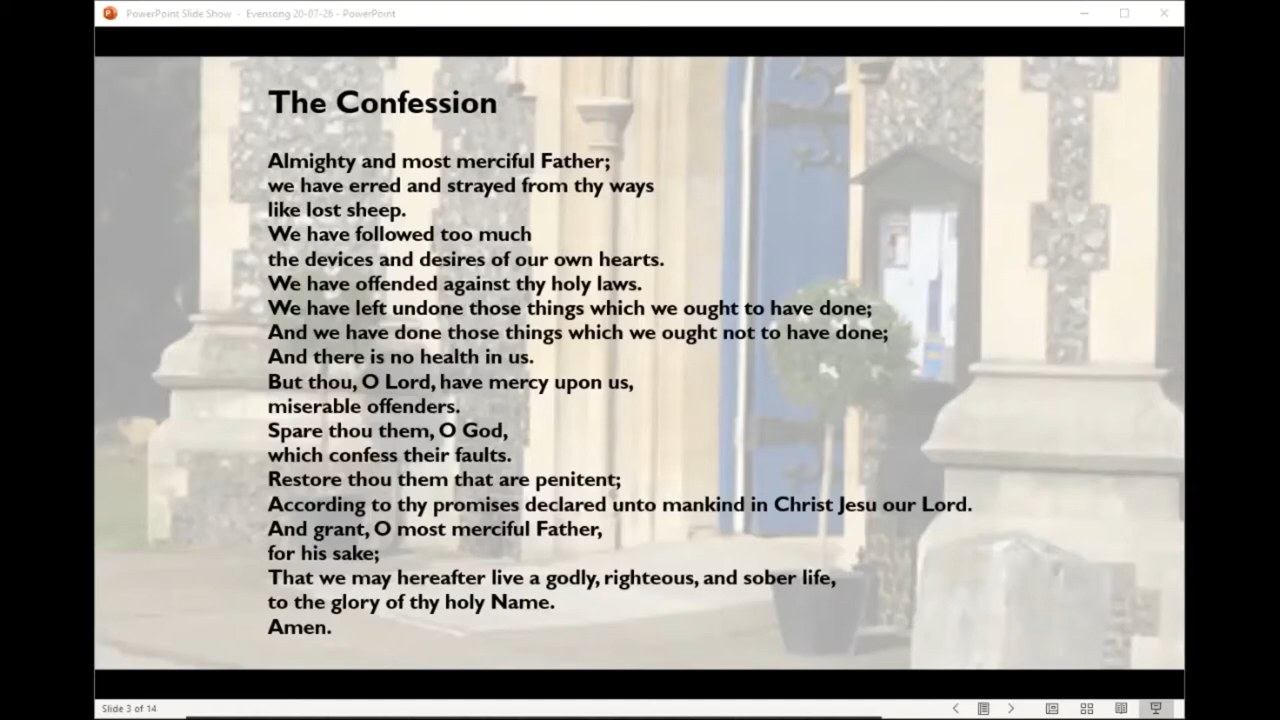 PowerPoint Slide Show - Evensong 20-07-26 - PowerPoint
The Confession
Almighty and most merciful Father;
we have erred and strayed from thy ways
like lost sheep.
We have followed too much
the devices and desires of our own hearts.
We have offended against thy holy laws.
We have left undone those things which we ought to have done;
And we have done those things which we ought not to have done;
And there is no health in us.
But thou, O Lord, have mercy upon us,
miserable offenders.
Spare thou them, O God,
which confess their faults.
Restore thou them that are penitent;
According to thy promises declared unto mankind in Christ Jesu our Lord.
And grant, O most merciful Father,
for his sake;
That we may hereafter live a godly, righteous, and sober life,
to the glory of thy holy Name.
Amen.
Slide 3 of 14